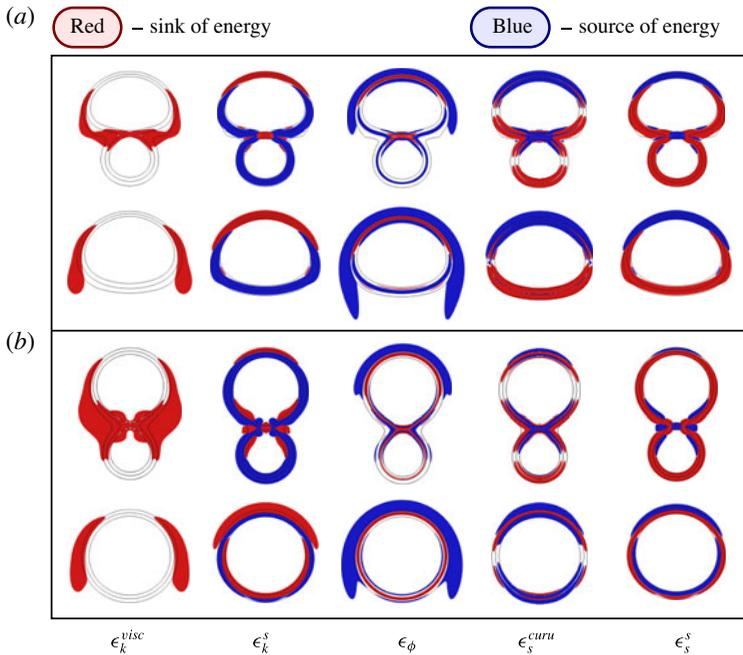 (a) Red – sink of energy Blue – source of energy
(b)
ϵ_k^{visc} ϵ_k^s ϵ_ϕ ϵ_s^{curu} ϵ_s^s